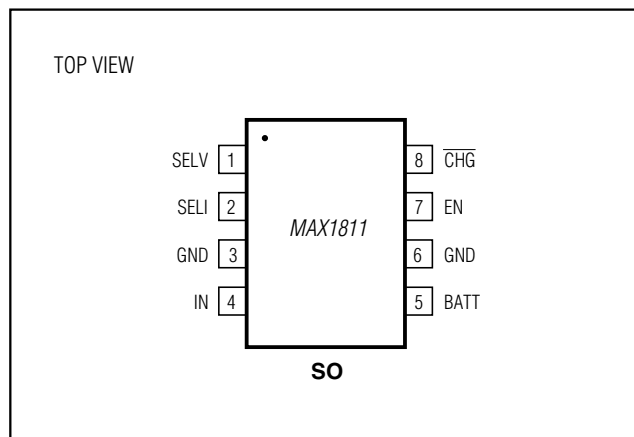 TOP VIEW
SELV 1 8 C̅H̅G̅
SELI 2 MAX1811 7 EN
GND 3 6 GND
IN 4 5 BATT
SO